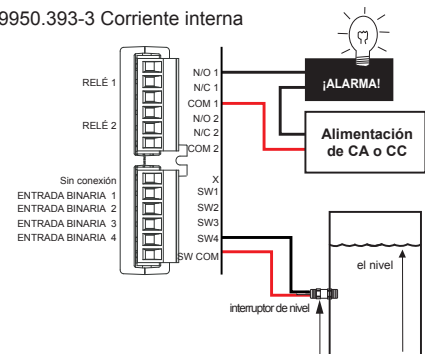 9950.393-3 Corriente interna
RELÉ 1
RELÉ 2
N/O 1
N/C 1
COM 1
N/O 2
N/C 2
COM 2
¡ALARMA!
Alimentación
de CA o CC
Sin conexión
ENTRADA BINARIA 1
ENTRADA BINARIA 2
ENTRADA BINARIA 3
ENTRADA BINARIA 4
X
SW1
SW2
SW3
SW4
SW COM
el nivel
interruptor de nivel